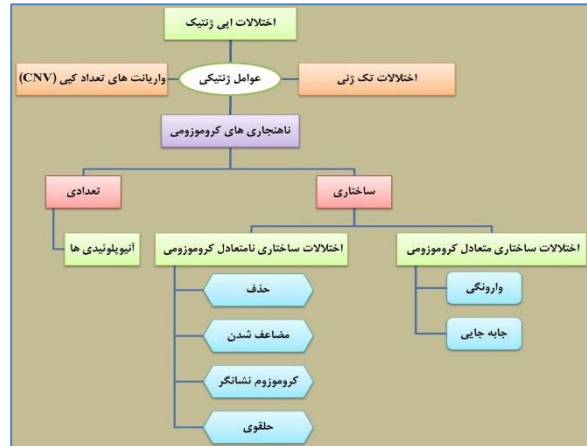 اختلالات اپی ژنتیک
عوامل ژنتیکی
اختلالات تک ژنی
واریانت های تعداد کپی (CNV)
ناهنجاری های کروموزومی
ساختاری
تعدادی
اختلالات ساختاری متعادل کروموزومی
اختلالات ساختاری نامتعادل کروموزومی
آنیوپلوئیدی ها
وارونگی
جابه جایی
حذف
مضاعف شدن
کروموزوم نشانگر
حلقوی